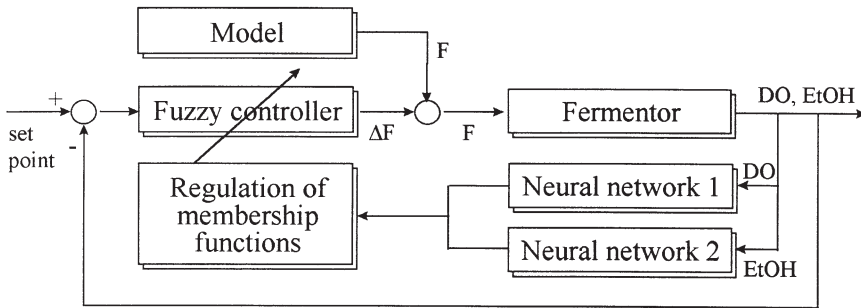 Model
F
+
Fuzzy controller
Fermentor
DO, EtOH
set
point
-
ΔF
F
Regulation of
membership
functions
Neural network 1
DO
Neural network 2
EtOH